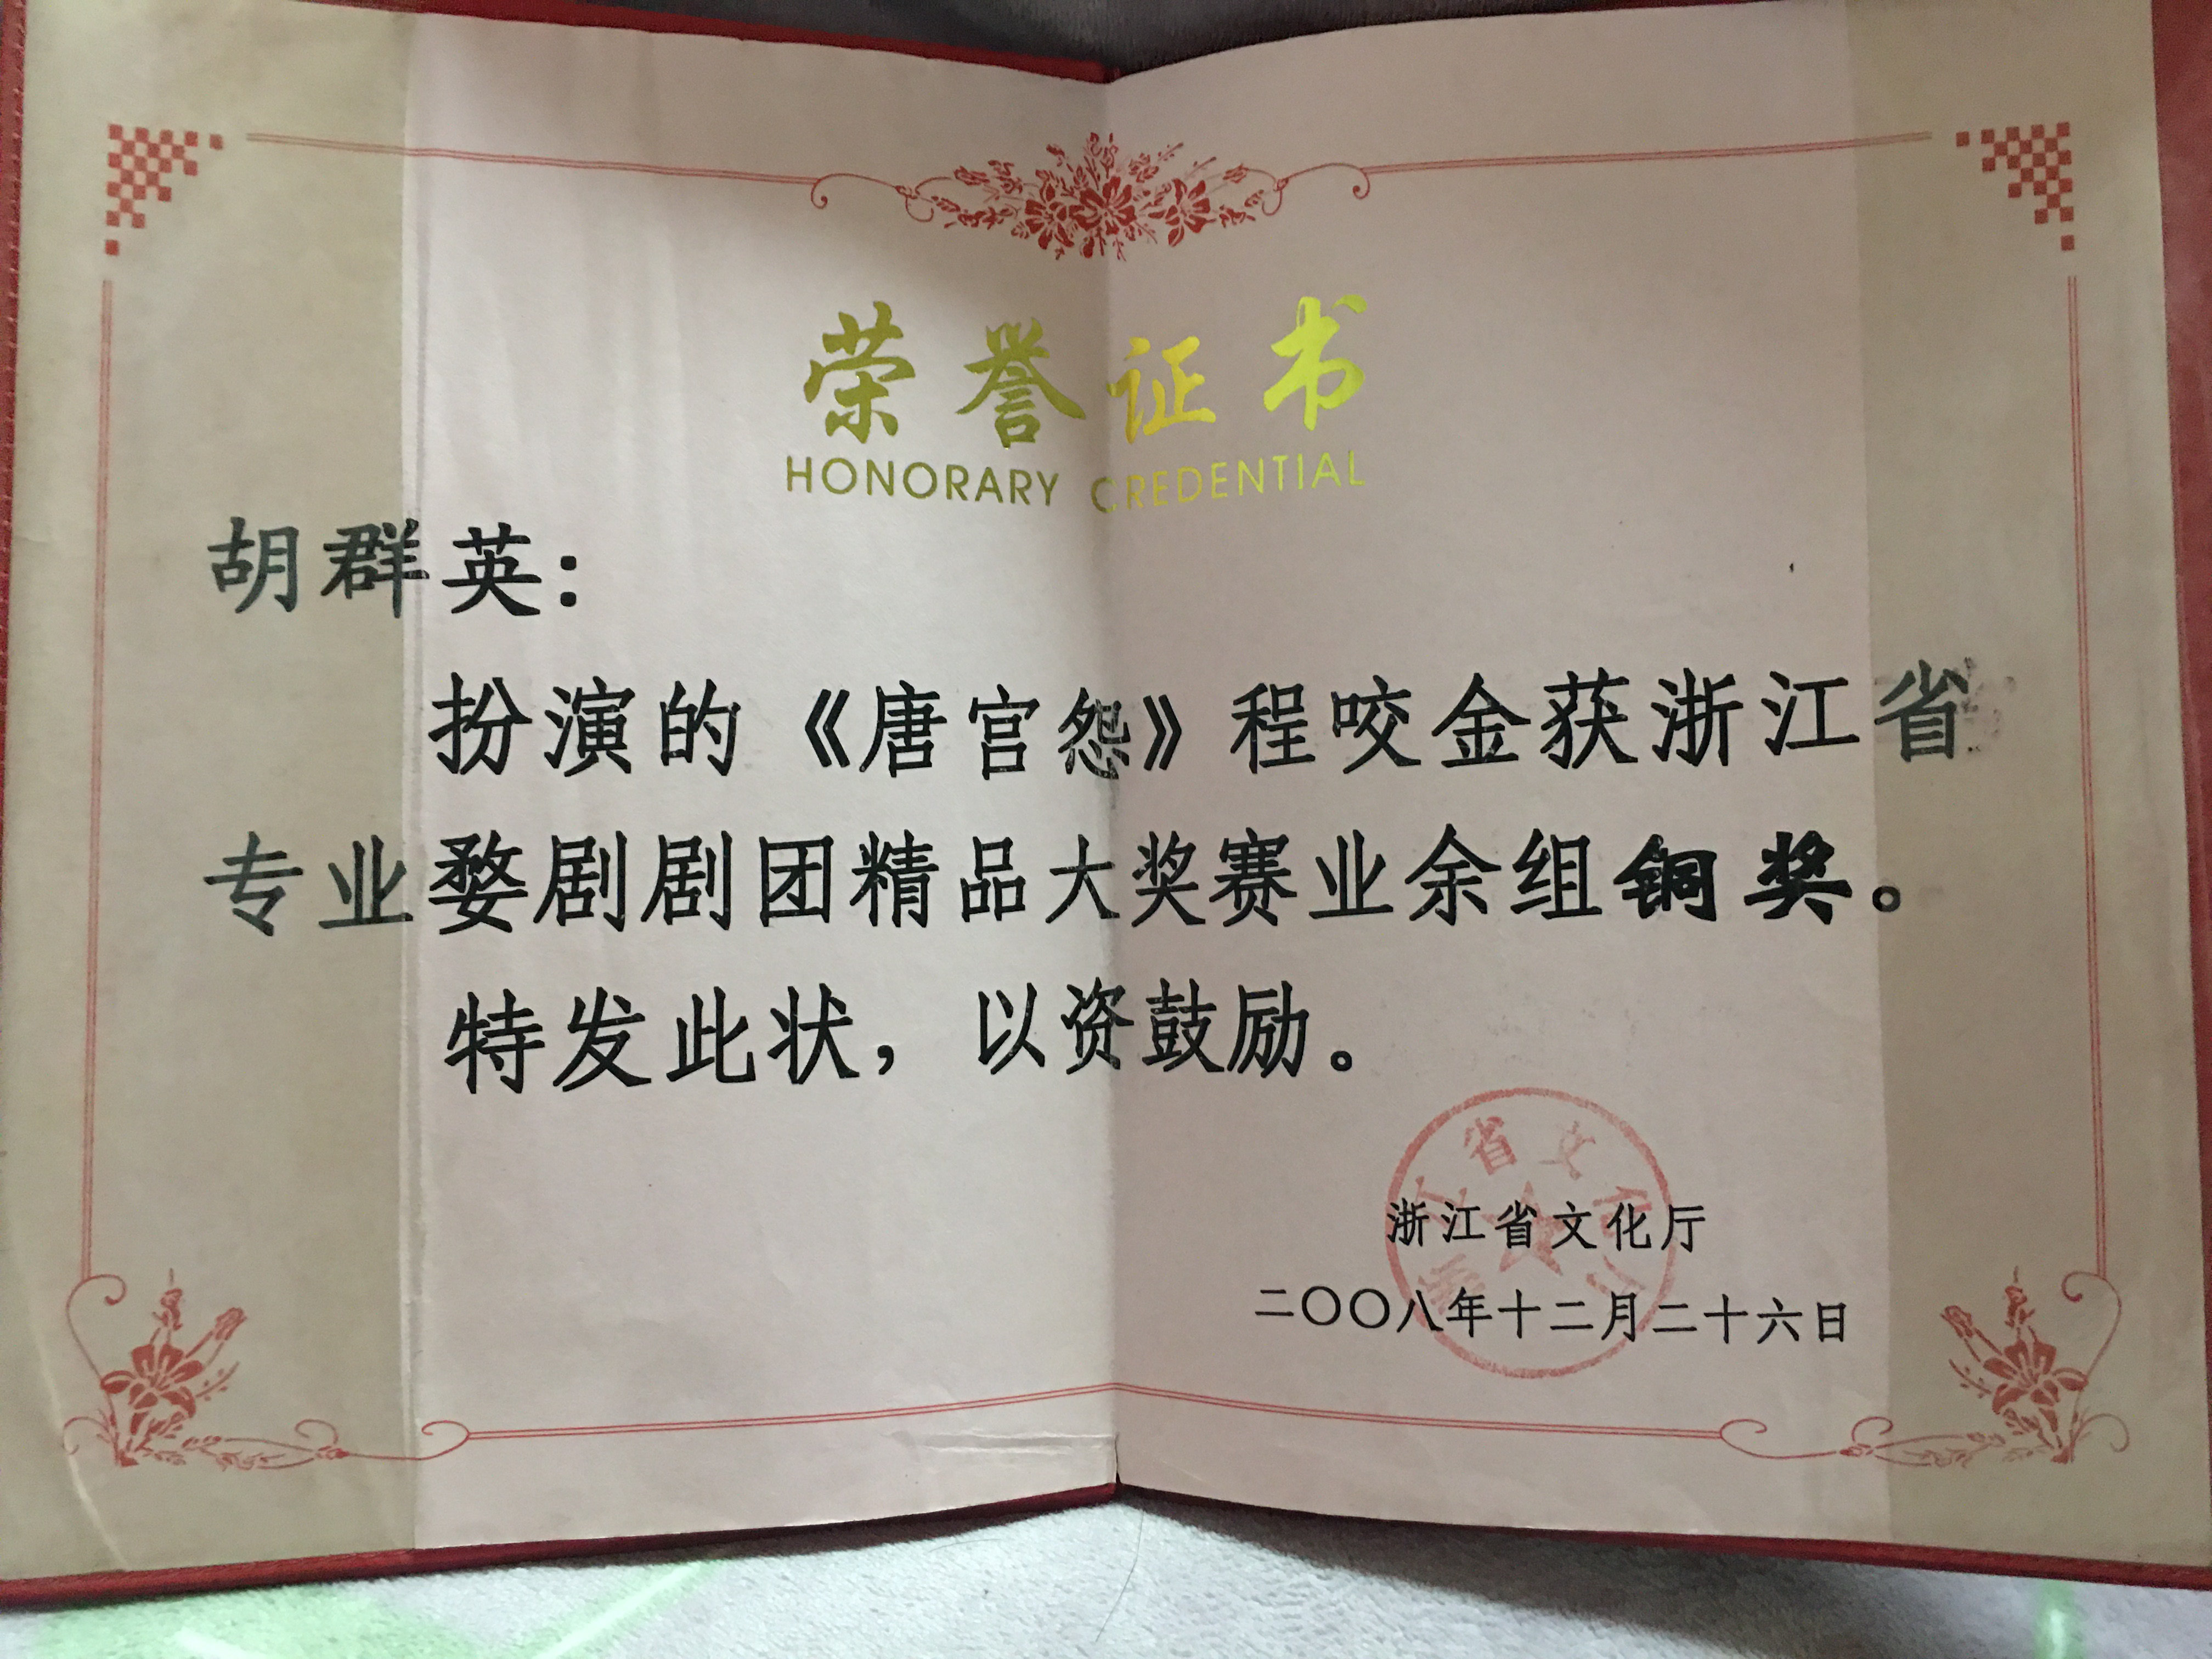 荣誉证书
HONORARY CREDENTIAL
胡群英：
扮演的《唐宫怨》程咬金获浙江省
专业婺剧剧团精品大奖赛业余组铜奖。
特发此状，以资鼓励。
省文
浙江省文化厅
二〇〇八年十二月二十六日